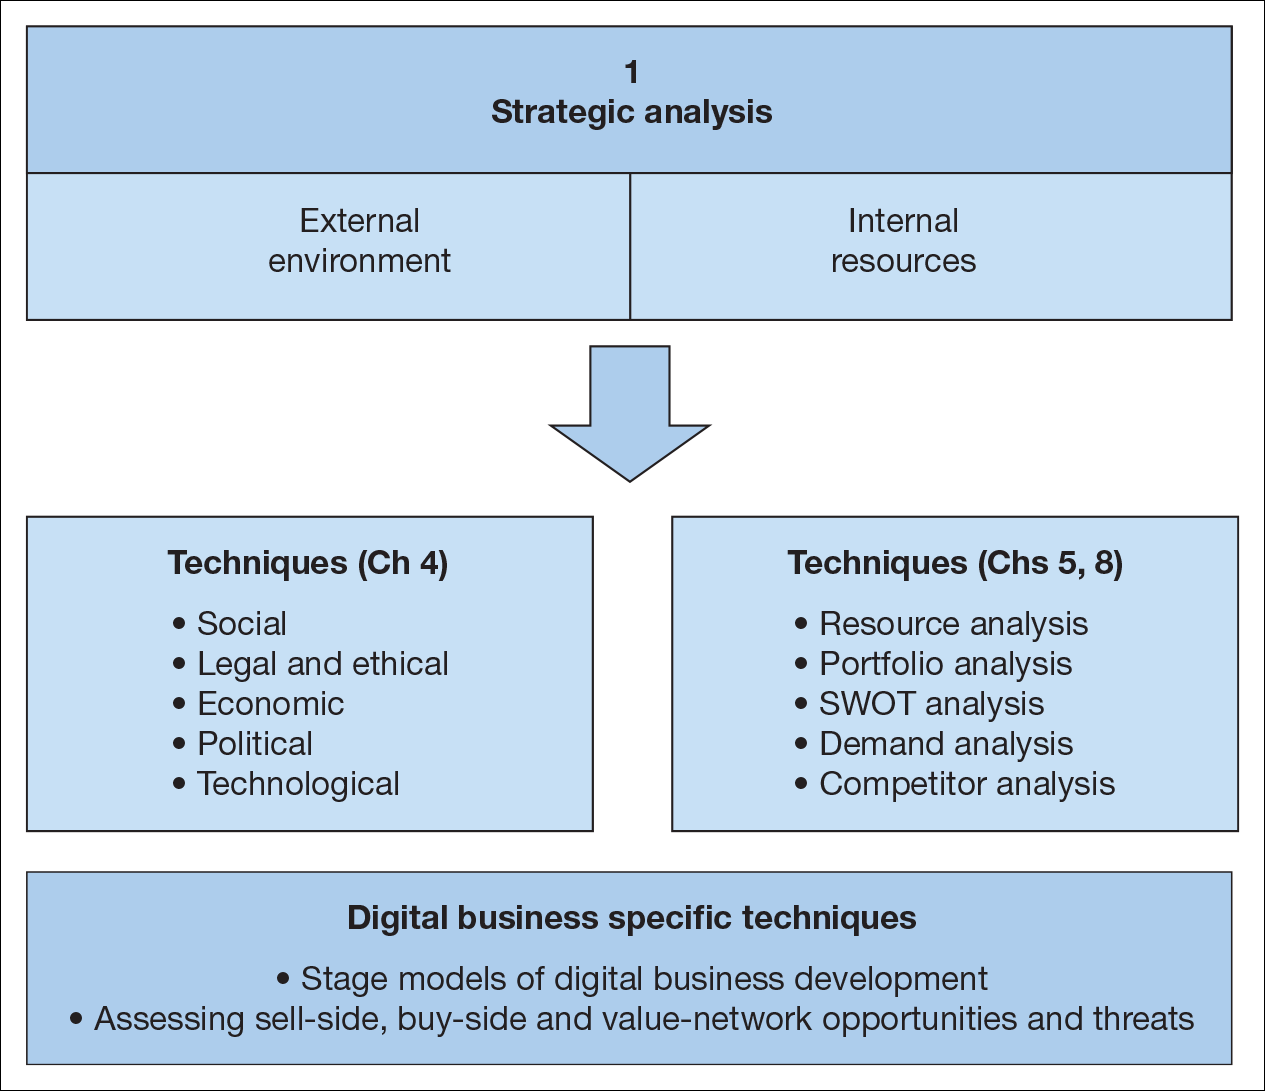 1
Strategic analysis
External
environment
Internal
resources
Techniques (Ch 4)
• Social
• Legal and ethical
• Economic
• Political
• Technological
Techniques (Chs 5, 8)
• Resource analysis
• Portfolio analysis
• SWOT analysis
• Demand analysis
• Competitor analysis
Digital business specific techniques
• Stage models of digital business development
• Assessing sell-side, buy-side and value-network opportunities and threats